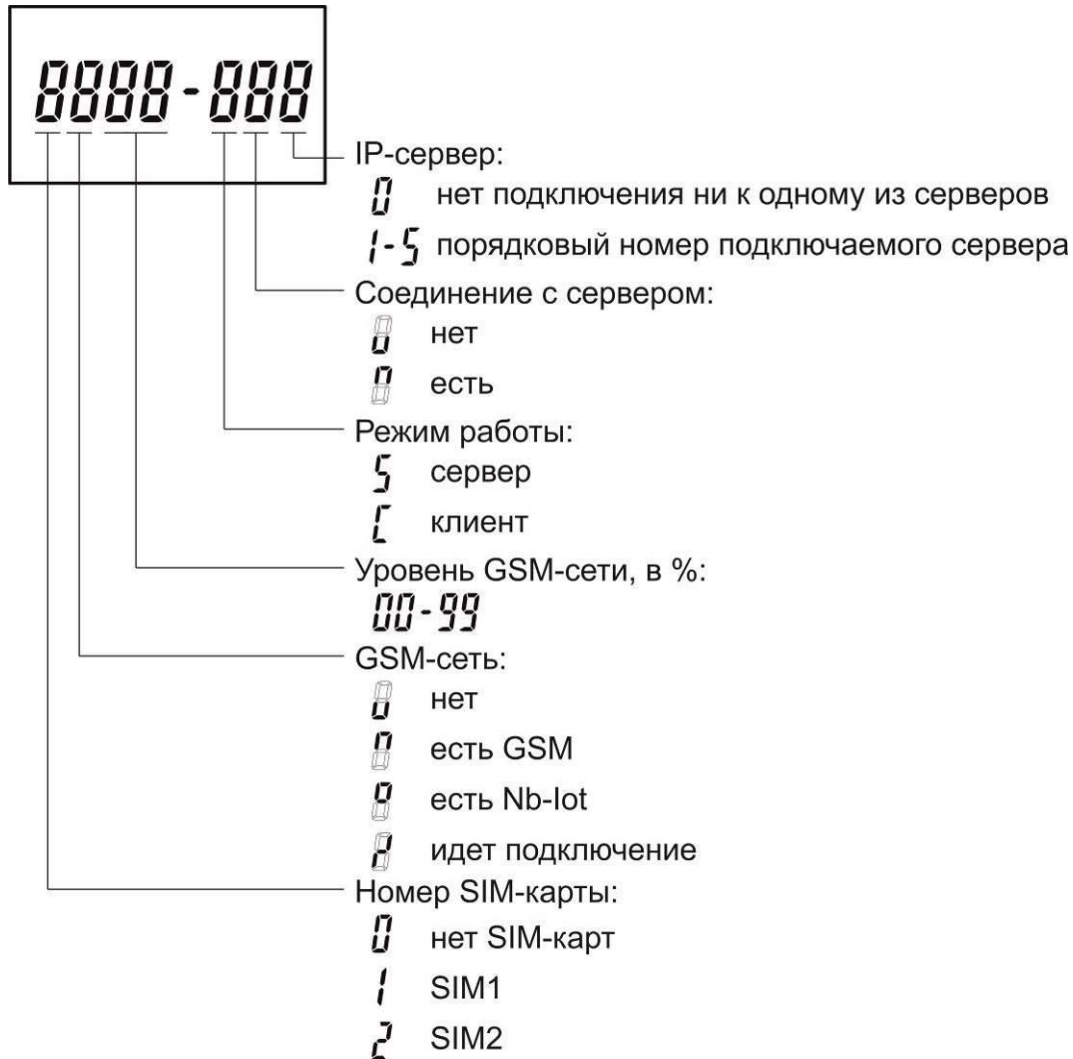 8888-888
IP-сервер:
0 нет подключения ни к одному из серверов
1-5 порядковый номер подключаемого сервера
Соединение с сервером:
нет
есть
Режим работы:
S сервер
C клиент
Уровень GSM-сети, в %:
00-99
GSM-сеть:
нет
есть GSM
есть Nb-Iot
идет подключение
Номер SIM-карты:
0 нет SIM-карт
1 SIM1
2 SIM2